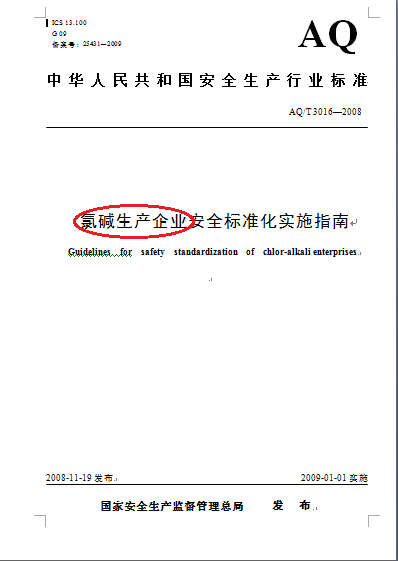 ICS 13.100
G 09
备案号：25431—2009
AQ
中华人民共和国安全生产行业标准
AQ/T 3016—2008
氯碱生产企业安全标准化实施指南
Guidelines for safety standardization of chlor-alkali enterprises
2008-11-19 发布
2009-01-01 实施
国家安全生产监督管理总局 发 布